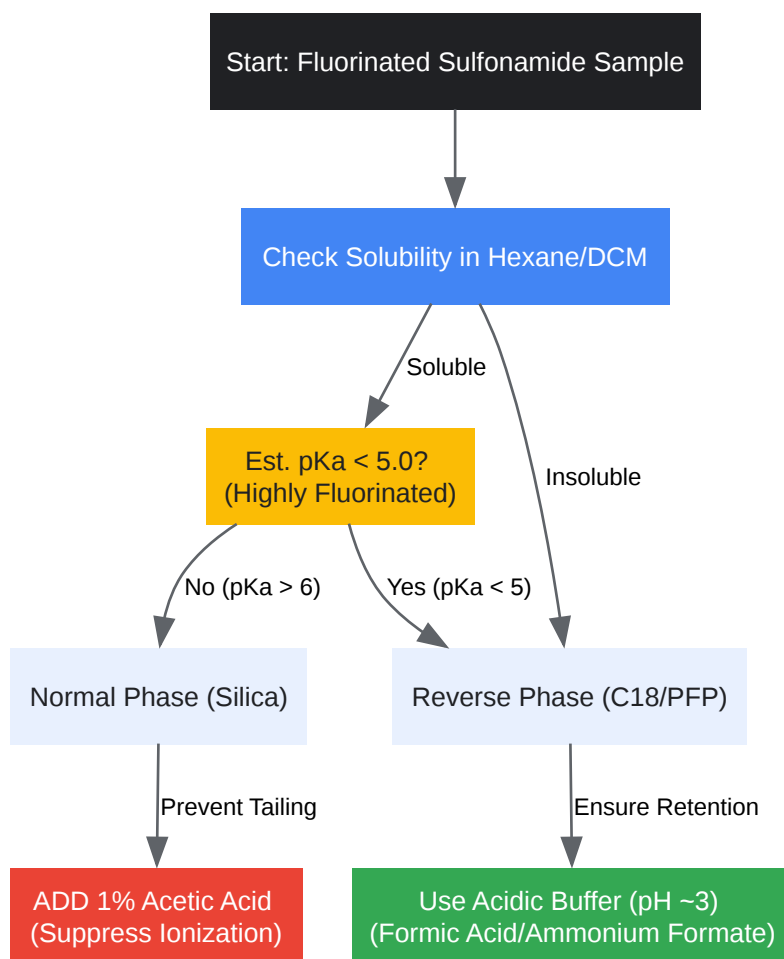 Start: Fluorinated Sulfonamide Sample
Check Solubility in Hexane/DCM
Soluble
Est. pKa < 5.0?
(Highly Fluorinated)
Insoluble
No (pKa > 6)
Yes (pKa < 5)
Normal Phase (Silica)
Reverse Phase (C18/PFP)
Prevent Tailing
Ensure Retention
ADD 1% Acetic Acid
(Suppress Ionization)
Use Acidic Buffer (pH ~3)
(Formic Acid/Ammonium Formate)